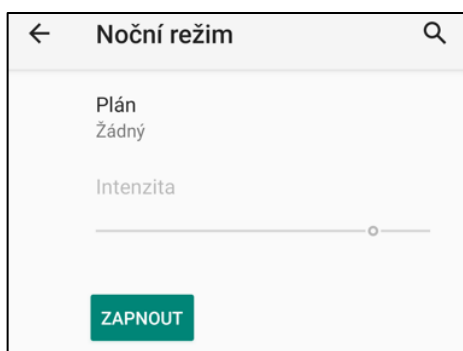 Noční režim
Plán
Žádný
Intenzita
ZAPNOUT